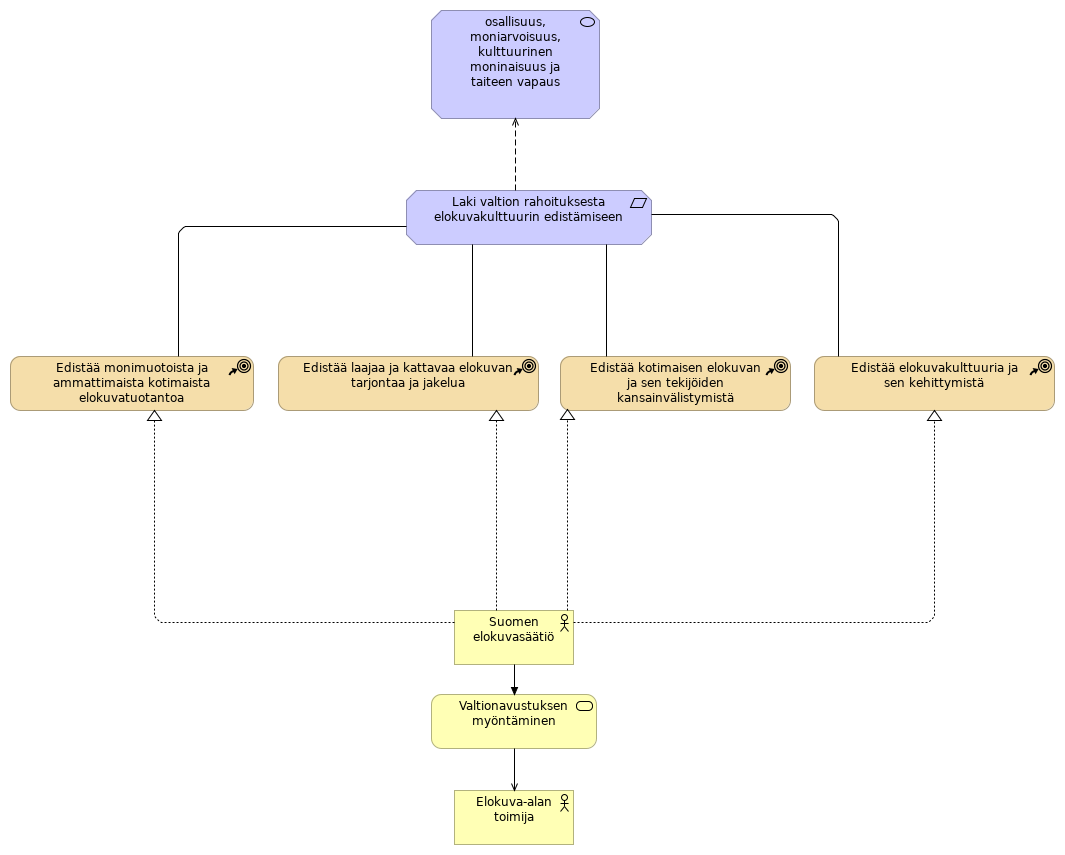 osallisuus,
moniarvoisuus,
kulttuurinen
moninaisuus ja
taiteen vapaus
Laki valtion rahoituksesta
elokuvakulttuurin edistämiseen
Edistää monimuotoista ja
ammattimaista kotimaista
elokuvatuotantoa
Edistää laajaa ja kattavaa elokuvan
tarjontaa ja jakelua
Edistää kotimaisen elokuvan
ja sen tekijöiden
kansainvälistymistä
Edistää elokuvakulttuuria ja
sen kehittymistä
Suomen
elokuvasäätiö
Valtionavustuksen
myöntäminen
Elokuva-alan
toimija